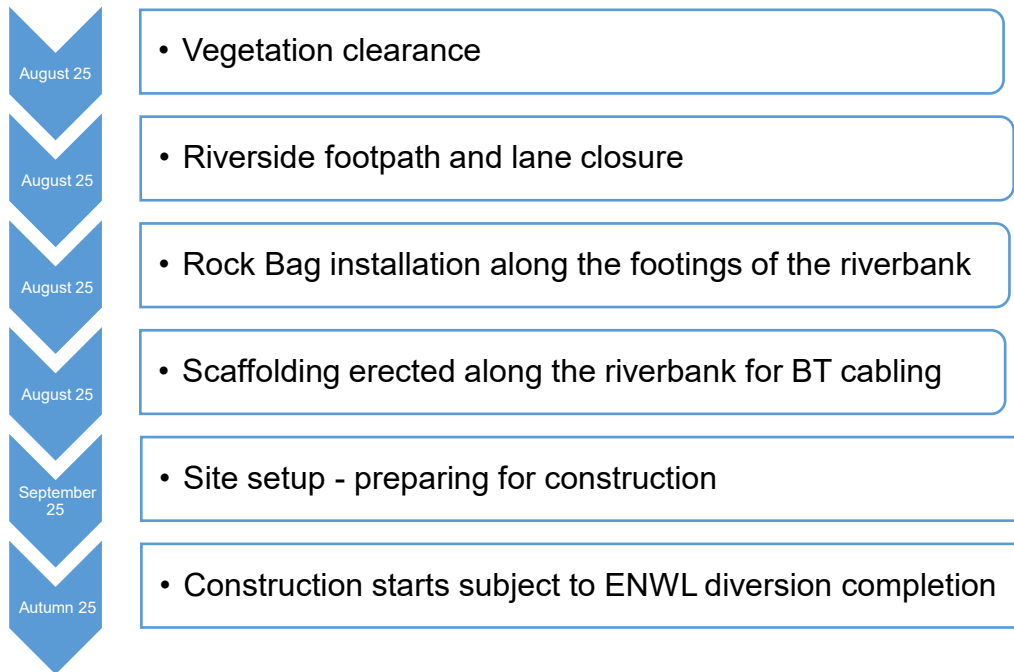 August 25
• Vegetation clearance
August 25
• Riverside footpath and lane closure
August 25
• Rock Bag installation along the footings of the riverbank
August 25
• Scaffolding erected along the riverbank for BT cabling
September
25
• Site setup - preparing for construction
Autumn 25
• Construction starts subject to ENWL diversion completion